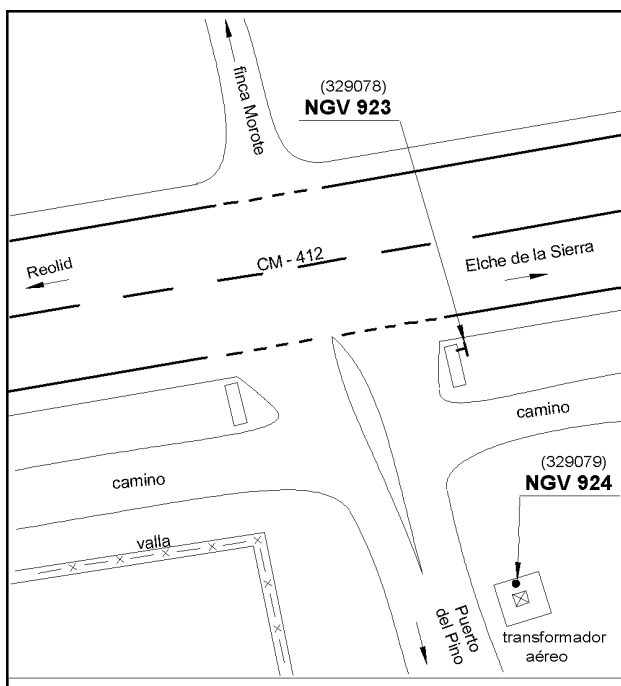 finca Morote
(329078)
NGV 923
Reolid
CM - 412
Elche de la Sierra
camino
camino
(329079)
NGV 924
valla
Puerto
del Pino
transformador
aéreo